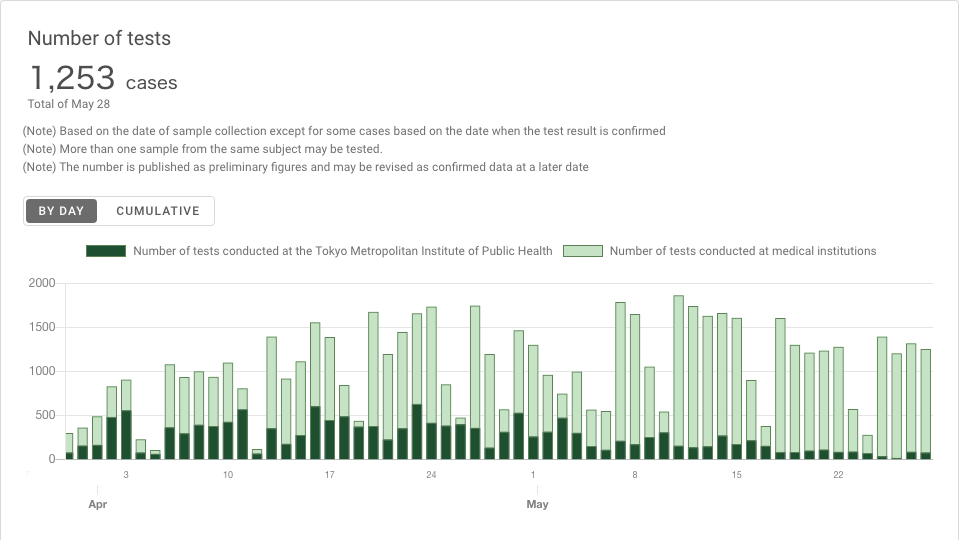 Number of tests
1,253 cases
Total of May 28
(Note) Based on the date of sample collection except for some cases based on the date when the test result is confirmed
(Note) More than one sample from the same subject may be tested.
(Note) The number is published as preliminary figures and may be revised as confirmed data at a later date
BY DAY CUMULATIVE
Number of tests conducted at the Tokyo Metropolitan Institute of Public Health Number of tests conducted at medical institutions
2000
1500
1000
500
0
3 10 17 24 1 8 15 22
Apr May